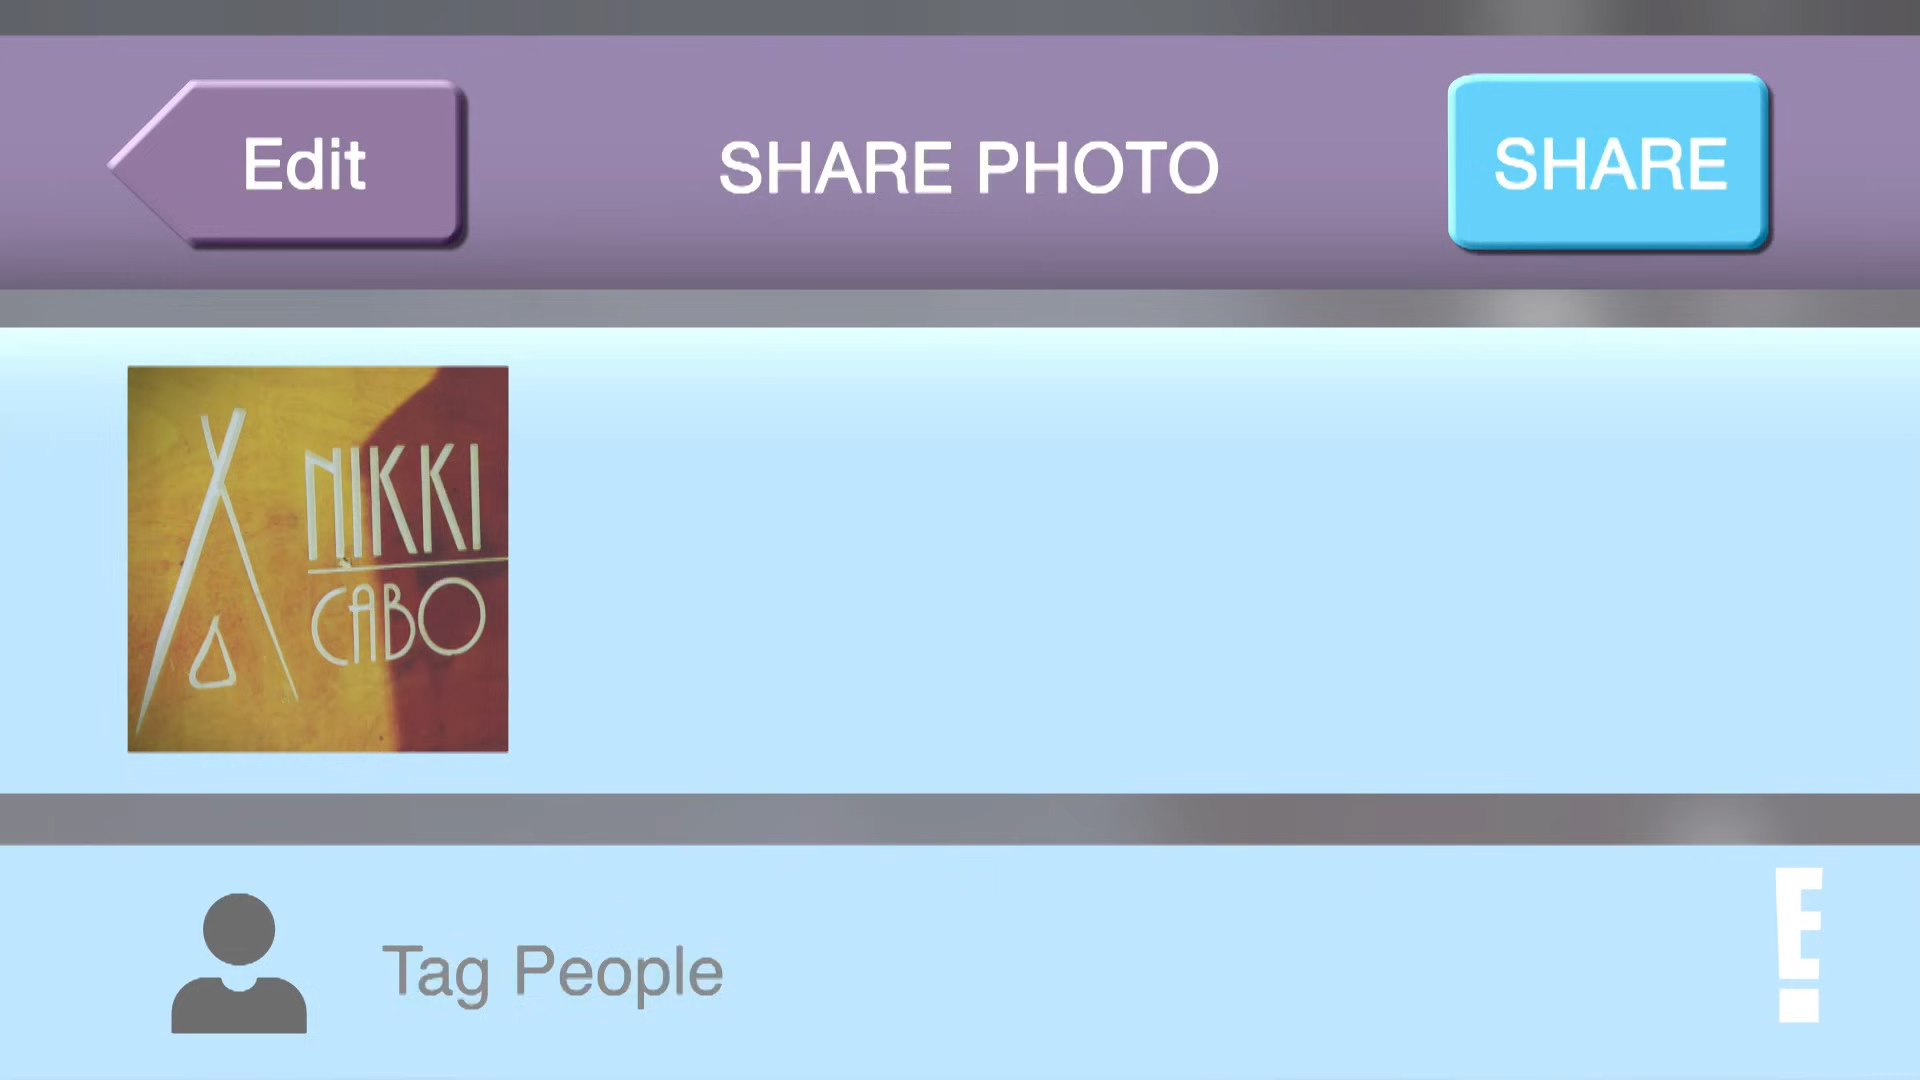 Edit
SHARE PHOTO
SHARE
NIKKI
CABO
Tag People
E!